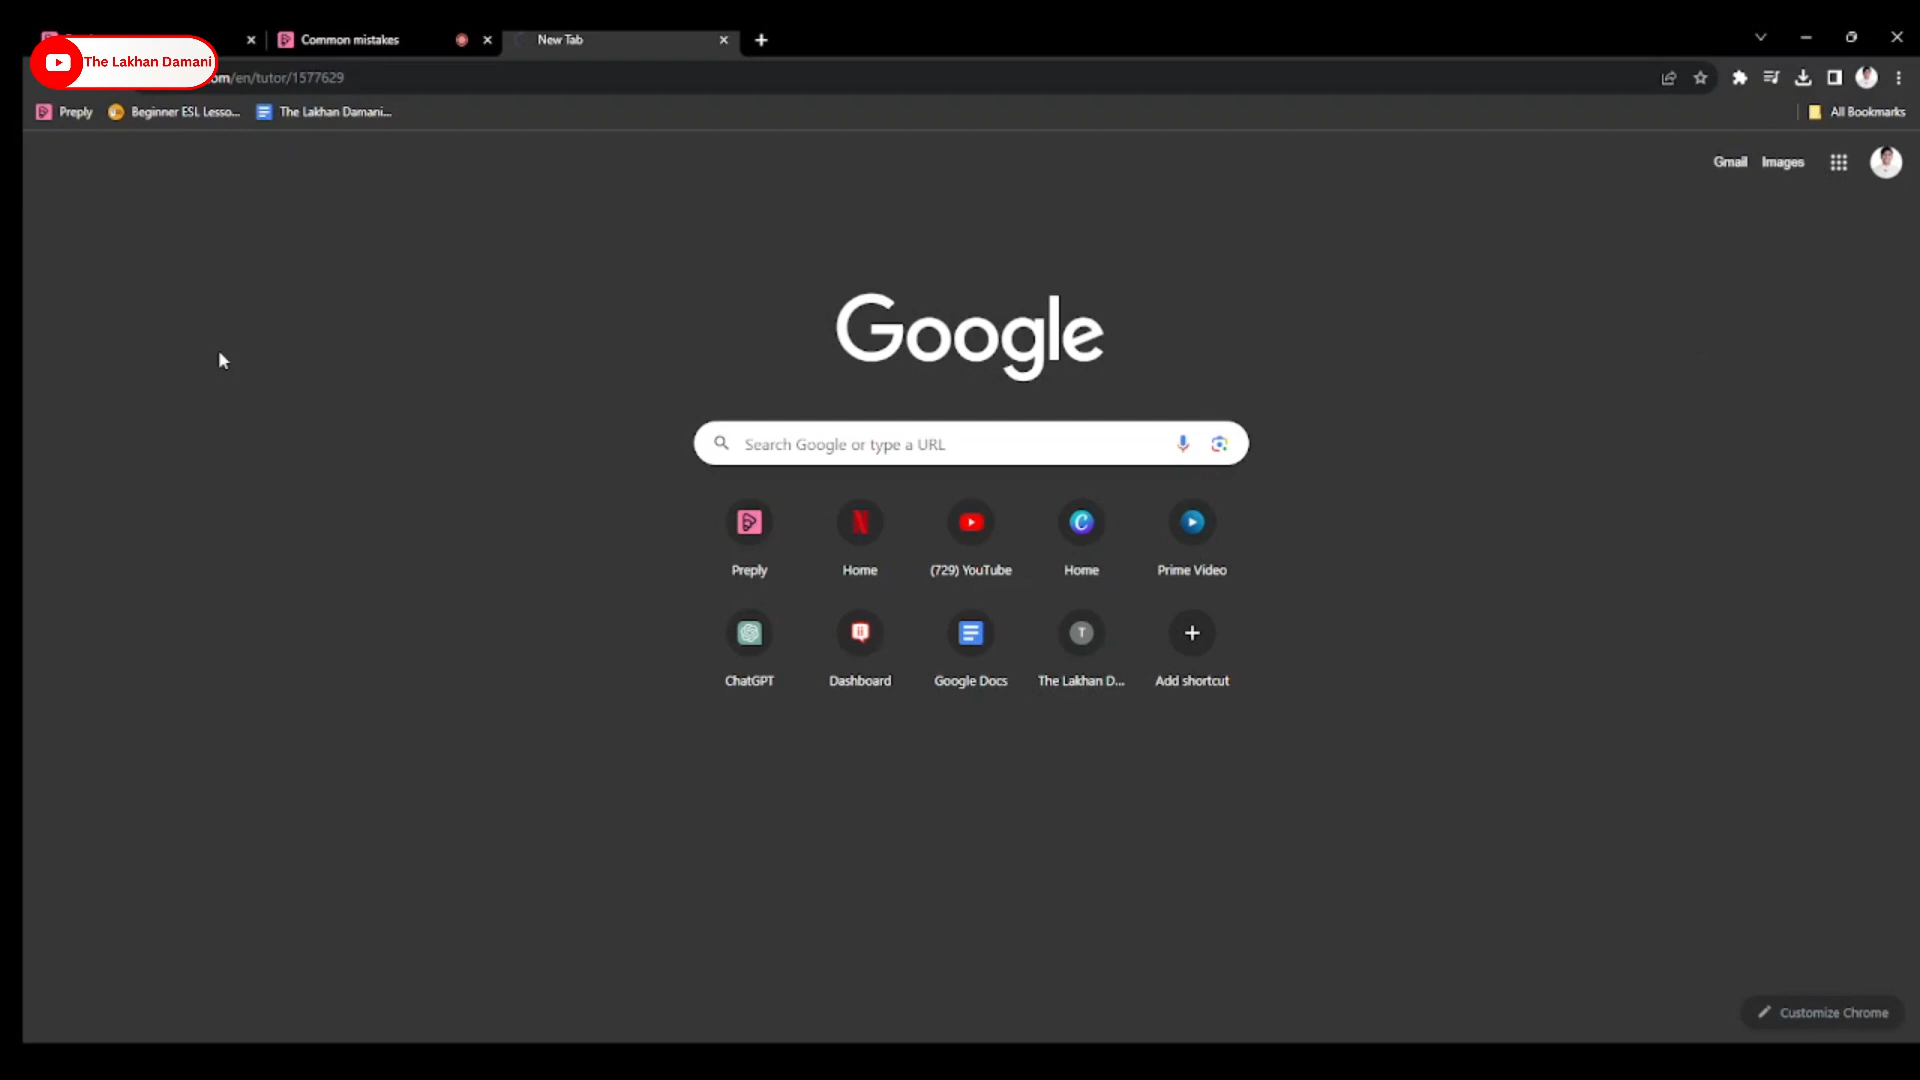 Common mistakes
New Tab
The Lakhan Damani
om/en/tutor/1577629
Preply
Beginner ESL Lesso...
The Lakhan Damani...
All Bookmarks
Gmail
Images
Google
Search Google or type a URL
Preply
Home
(729) YouTube
Home
Prime Video
ChatGPT
Dashboard
Google Docs
T
The Lakhan D...
Add shortcut
Customize Chrome